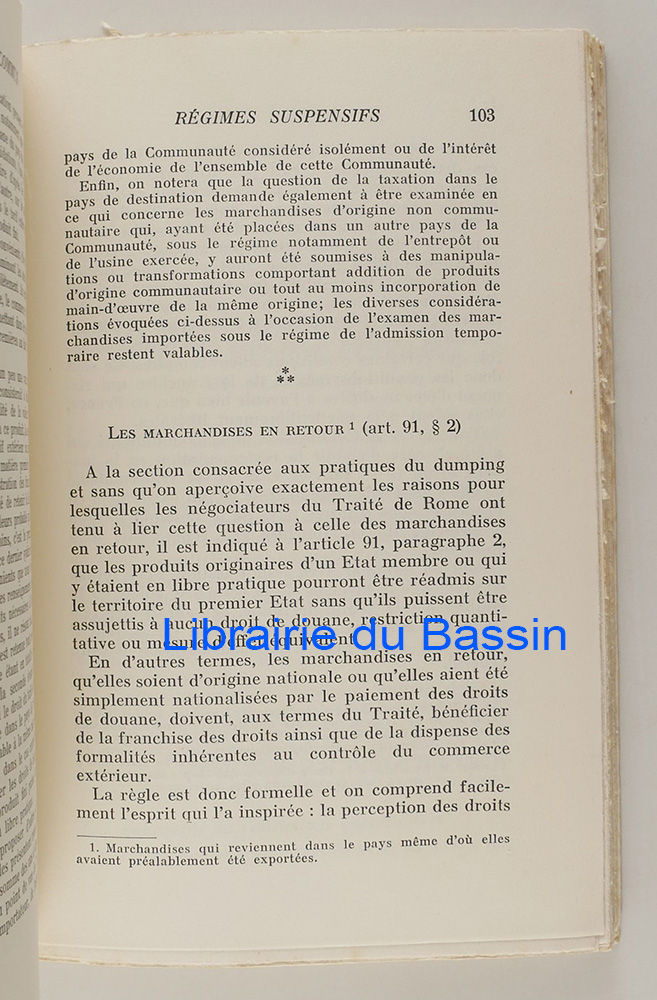 RÉGIMES SUSPENSIFS 103
pays de la Communauté considéré isolément ou de l'intérêt
de l'économie de l'ensemble de cette Communauté.
Enfin, on notera que la question de la taxation dans le
pays de destination demande également à être examinée en
ce qui concerne les marchandises d'origine non commu-
nautaire qui, ayant été placées dans un autre pays de la
Communauté, sous le régime notamment de l'entrepôt ou
de l'usine exercée, y auront été soumises à des manipula-
tions ou transformations comportant addition de produits
d'origine communautaire ou tout au moins incorporation de
main-d'œuvre de la même origine; les diverses considéra-
tions évoquées ci-dessus à l'occasion de l'examen des mar-
chandises importées sous le régime de l'admission tempo-
raire restent valables.
*
**
LES MARCHANDISES EN RETOUR ¹ (art. 91, § 2)
A la section consacrée aux pratiques du dumping
et sans qu'on aperçoive exactement les raisons pour
lesquelles les négociateurs du Traité de Rome ont
tenu à lier cette question à celle des marchandises
en retour, il est indiqué à l'article 91, paragraphe 2,
que les produits originaires d'un Etat membre ou qui
y étaient en libre pratique pourront être réadmis sur
le territoire du premier Etat sans qu'ils puissent être
assujettis à aucun droit de douane, restriction quanti-
tative ou mesure d'effet équivalent.
Librairie du Bassin
En d'autres termes, les marchandises en retour,
qu'elles soient d'origine nationale ou qu'elles aient été
simplement nationalisées par le paiement des droits
de douane, doivent, aux termes du Traité, bénéficier
de la franchise des droits ainsi que de la dispense des
formalités inhérentes au contrôle du commerce
extérieur.
La règle est donc formelle et on comprend facile-
ment l'esprit qui l'a inspirée : la perception des droits
1. Marchandises qui reviennent dans le pays même d'où elles
avaient préalablement été exportées.